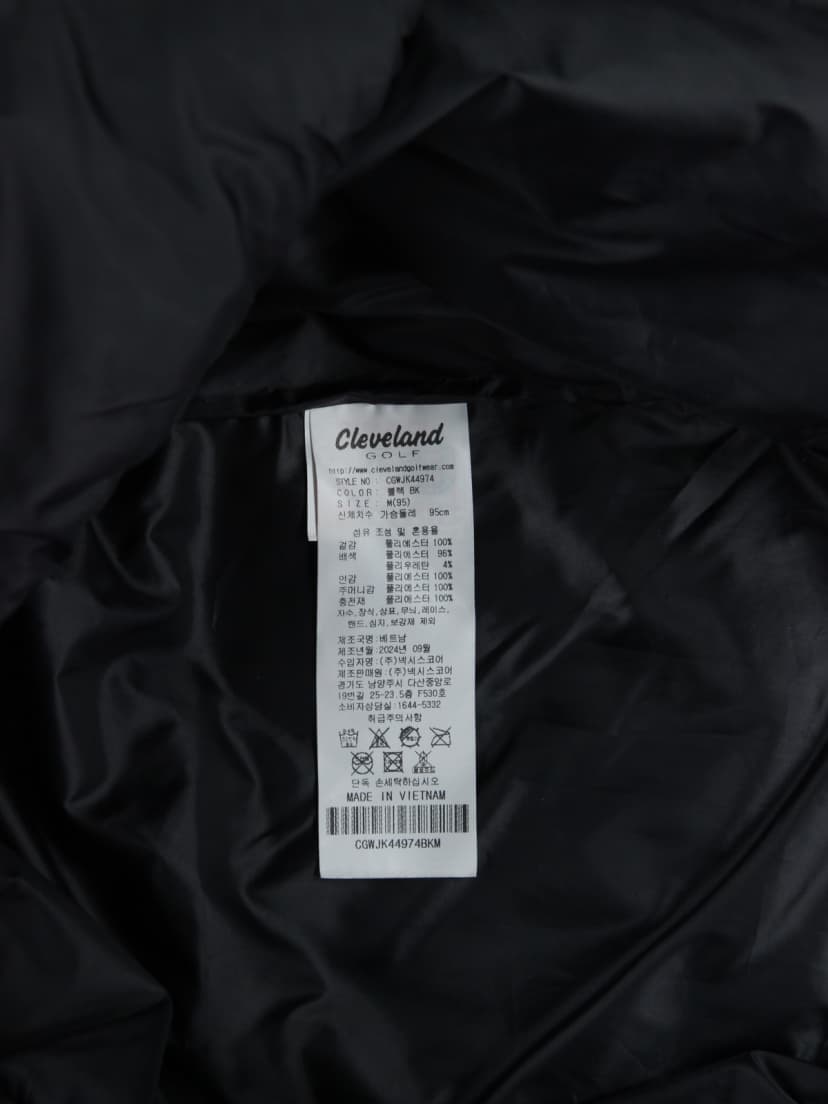 Cleveland
GOLF
http://www.clevelandgolfwear.com
STYLE NO : CGWJK44974
COLOR: 블랙 BK
SIZE: M(95)
신체치수 가슴둘레 95cm
섬유 조성 및 혼용율
겉감 폴리에스터 100%
배색 폴리에스터 96%
폴리우레탄 4%
안감 폴리에스터 100%
주머니감 폴리에스터 100%
충전재 폴리에스터 100%
자수,장식,상표,무늬,레이스,
밴드,심지,보강재 제외
제조국명:베트남
제조년월:2024년 09월
수입자명:(주)넥시스코어
제조판매원:(주)넥시스코어
경기도 남양주시 다산중앙로
19번길 25-23,5층 F530호
소비자상담실:1644-5332
취급주의사항
단독 손세탁하십시오
MADE IN VIETNAM
CGWJK44974BKM